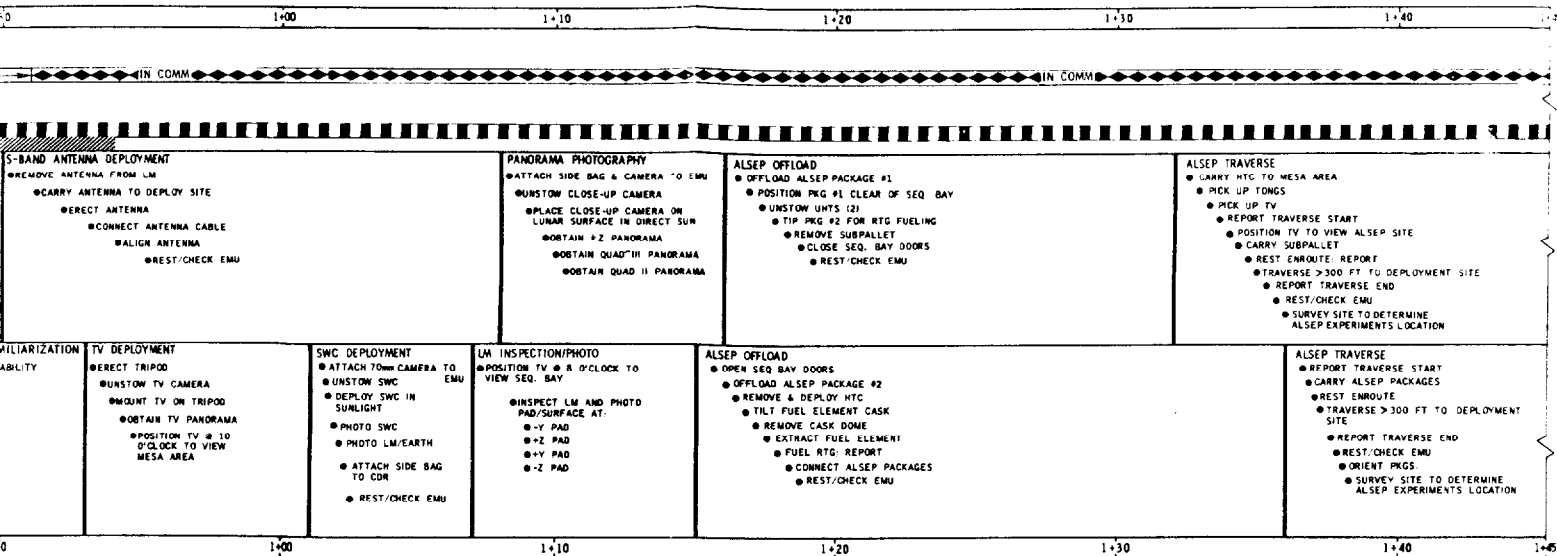 1+00 1+10 1+20 1+30 1+40
IN COMM IN COMM
S-BAND ANTENNA DEPLOYMENT
●REMOVE ANTENNA FROM LM
●CARRY ANTENNA TO DEPLOY SITE
●ERECT ANTENNA
●CONNECT ANTENNA CABLE
●ALIGN ANTENNA
●REST/CHECK EMU
PANORAMA PHOTOGRAPHY
●ATTACH SIDE BAG & CAMERA TO EMU
●UNSTOW CLOSE-UP CAMERA
●PLACE CLOSE-UP CAMERA ON
LUNAR SURFACE IN DIRECT SUN
●OBTAIN +Z PANORAMA
●OBTAIN QUAD III PANORAMA
●OBTAIN QUAD II PANORAMA
ALSEP OFFLOAD
● OFFLOAD ALSEP PACKAGE #1
● POSITION PKG #1 CLEAR OF SEQ BAY
● UNSTOW UHTS (2)
● TIP PKG #2 FOR RTG FUELING
● REMOVE SUBPALLET
● CLOSE SEQ. BAY DOORS
● REST/CHECK EMU
ALSEP TRAVERSE
● CARRY HTC TO MESA AREA
● PICK UP TONGS
● PICK UP TV
● REPORT TRAVERSE START
● POSITION TV TO VIEW ALSEP SITE
● CARRY SUBPALLET
● REST ENROUTE: REPORT
●TRAVERSE >300 FT TO DEPLOYMENT SITE
● REPORT TRAVERSE END
● REST/CHECK EMU
● SURVEY SITE TO DETERMINE
ALSEP EXPERIMENTS LOCATION
MILIARIZATION
ABILITY
TV DEPLOYMENT
●ERECT TRIPOD
●UNSTOW TV CAMERA
●MOUNT TV ON TRIPOD
●OBTAIN TV PANORAMA
●POSITION TV @ 10
O'CLOCK TO VIEW
MESA AREA
SWC DEPLOYMENT
● ATTACH 70mm CAMERA TO
EMU
● UNSTOW SWC
● DEPLOY SWC IN
SUNLIGHT
● PHOTO SWC
● PHOTO LM/EARTH
● ATTACH SIDE BAG
TO CDR
● REST/CHECK EMU
LM INSPECTION/PHOTO
●POSITION TV @ 8 O'CLOCK TO
VIEW SEQ. BAY
●INSPECT LM AND PHOTO
PAD/SURFACE AT:
●-Y PAD
●+Z PAD
●+Y PAD
●-Z PAD
ALSEP OFFLOAD
● OPEN SEQ BAY DOORS
● OFFLOAD ALSEP PACKAGE #2
● REMOVE & DEPLOY HTC
● TILT FUEL ELEMENT CASK
● REMOVE CASK DOME
● EXTRACT FUEL ELEMENT
● FUEL RTG: REPORT
● CONNECT ALSEP PACKAGES
● REST/CHECK EMU
ALSEP TRAVERSE
● REPORT TRAVERSE START
●CARRY ALSEP PACKAGES
●REST ENROUTE
●TRAVERSE >300 FT TO DEPLOYMENT
SITE
●REPORT TRAVERSE END
●REST/CHECK EMU
● ORIENT PKGS.
● SURVEY SITE TO DETERMINE
ALSEP EXPERIMENTS LOCATION
0 1+00 1+10 1+20 1+30 1+40 1+45